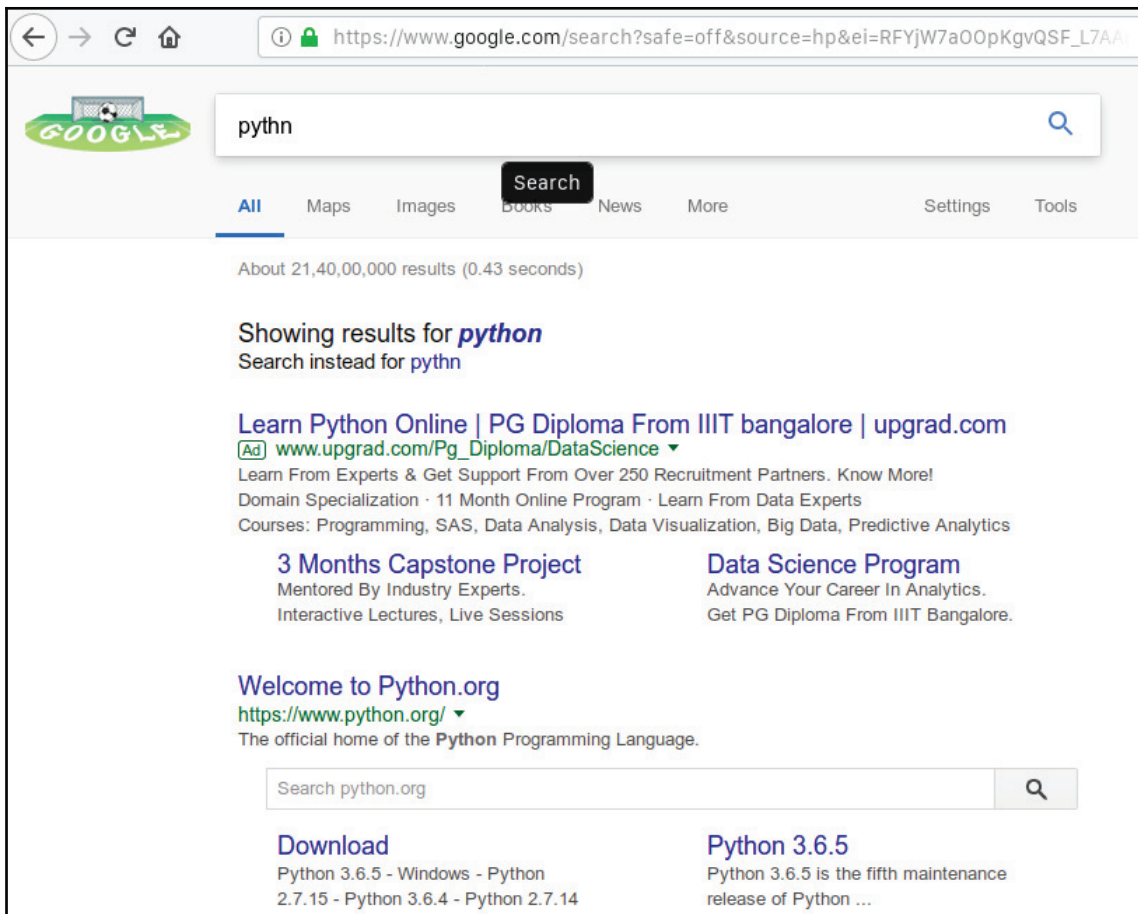 https://www.google.com/search?safe=off&source=hp&ei=RFYjW7aOOpKgvQSF_L7AA
GOOGLE
pythn
Search
All Maps Images Books News More Settings Tools
About 21,40,00,000 results (0.43 seconds)
Showing results for python
Search instead for pythn
Learn Python Online | PG Diploma From IIIT bangalore | upgrad.com
Ad www.upgrad.com/Pg_Diploma/DataScience
Learn From Experts & Get Support From Over 250 Recruitment Partners. Know More!
Domain Specialization · 11 Month Online Program · Learn From Data Experts
Courses: Programming, SAS, Data Analysis, Data Visualization, Big Data, Predictive Analytics
3 Months Capstone Project
Mentored By Industry Experts.
Interactive Lectures, Live Sessions
Data Science Program
Advance Your Career In Analytics.
Get PG Diploma From IIIT Bangalore.
Welcome to Python.org
https://www.python.org/
The official home of the Python Programming Language.
Search python.org
Download
Python 3.6.5 - Windows - Python
2.7.15 - Python 3.6.4 - Python 2.7.14
Python 3.6.5
Python 3.6.5 is the fifth maintenance
release of Python ...